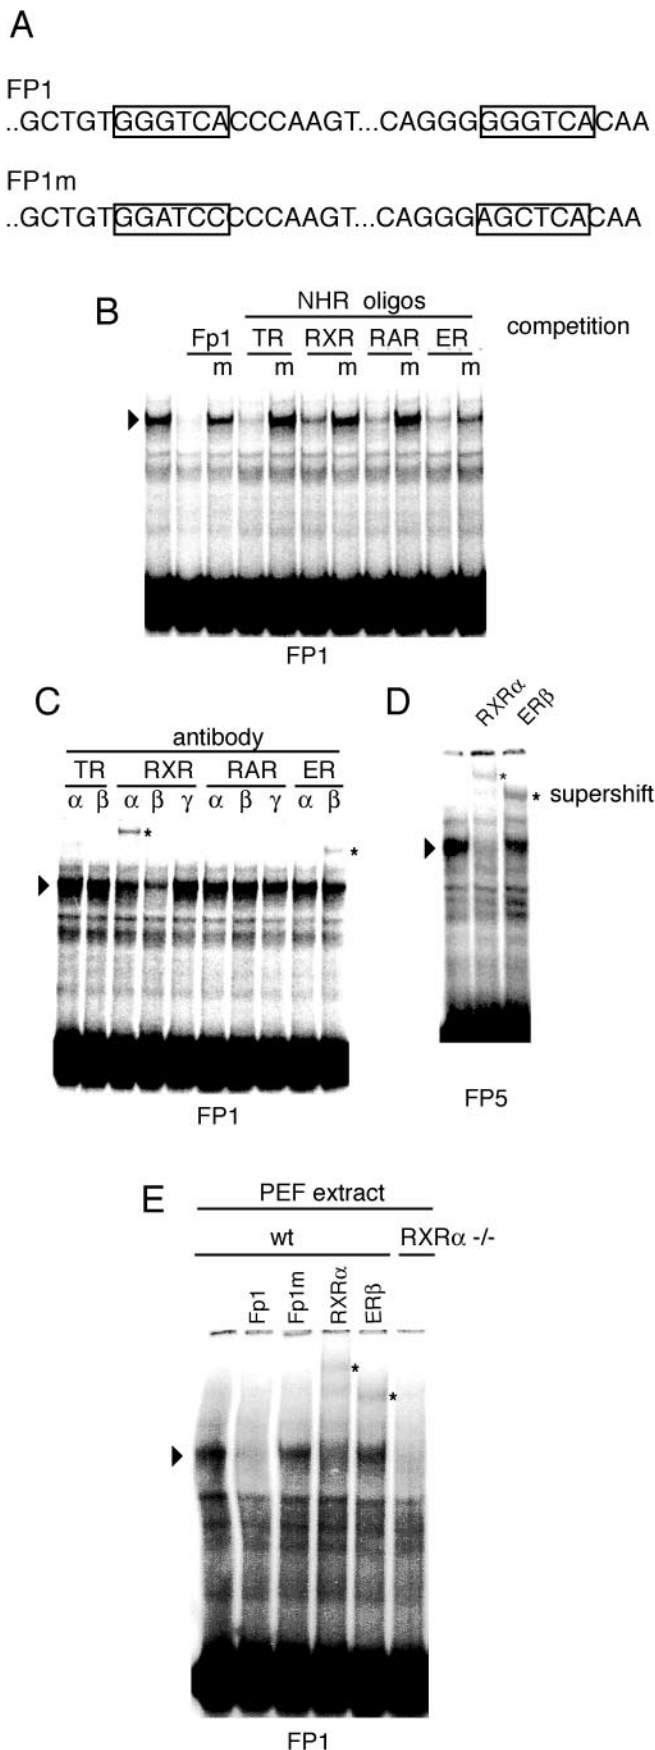 A
FP1
..GCTGTGGGTCACCCAAGT...CAGGGGGGTCACAA
FP1m
..GCTGTGGATCCCCCAAGT...CAGGGAGCTCACAA
B
NHR oligos
competition
Fp1 TR RXR RAR ER
m m m m m
FP1
C
antibody
TR RXR RAR ER
α β α β γ α β γ α β
*
*
FP1
D
RXRα ERβ
*
* supershift
FP5
E
PEF extract
wt RXRα -/-
Fp1 Fp1m RXRα ERβ
*
*
FP1